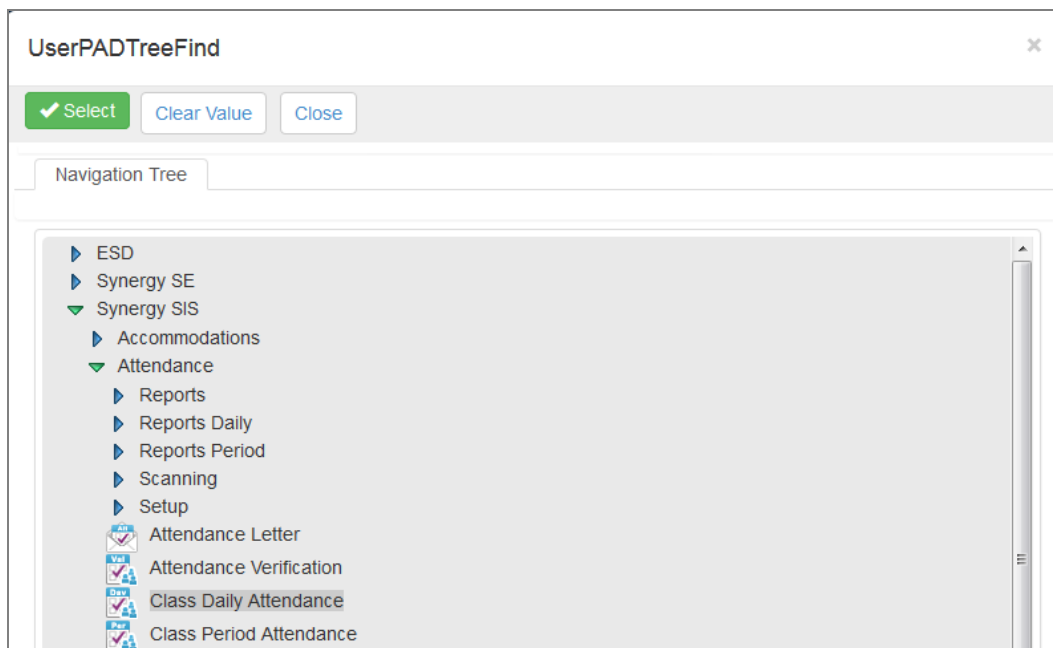 UserPADTreeFind
Select Clear Value Close
Navigation Tree
ESD
Synergy SE
Synergy SIS
Accommodations
Attendance
Reports
Reports Daily
Reports Period
Scanning
Setup
Attendance Letter
Attendance Verification
Class Daily Attendance
Class Period Attendance